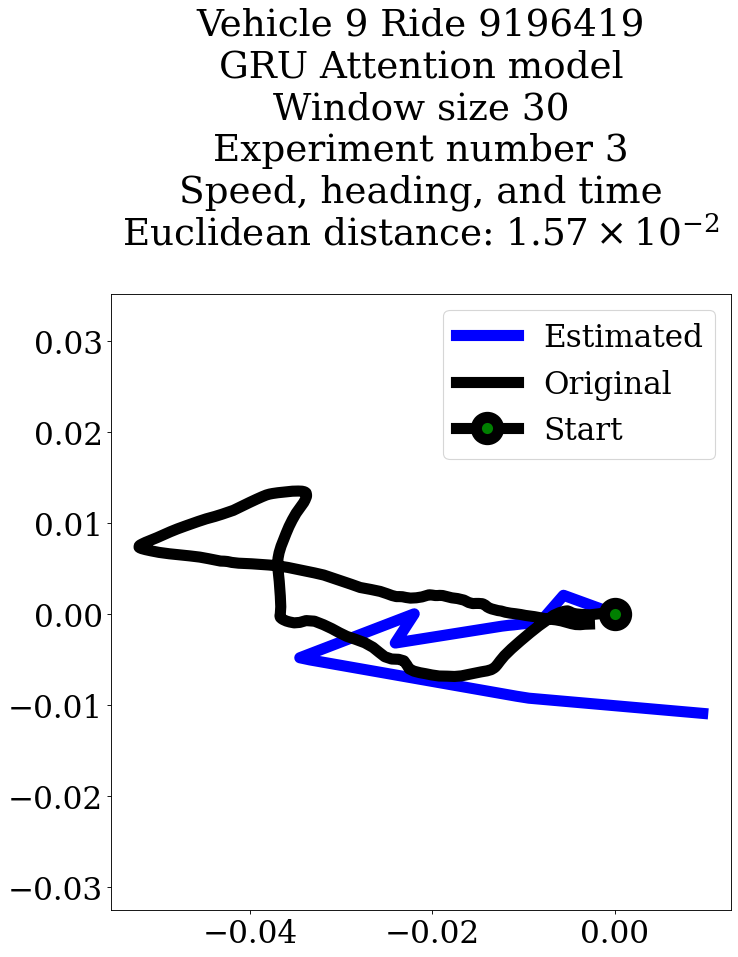 Vehicle 9 Ride 9196419
GRU Attention model
Window size 30
Experiment number 3
Speed, heading, and time
Euclidean distance: 1.57 × 10⁻²
Estimated
Original
Start
0.03
0.02
0.01
0.00
−0.01
−0.02
−0.03
−0.04
−0.02
0.00